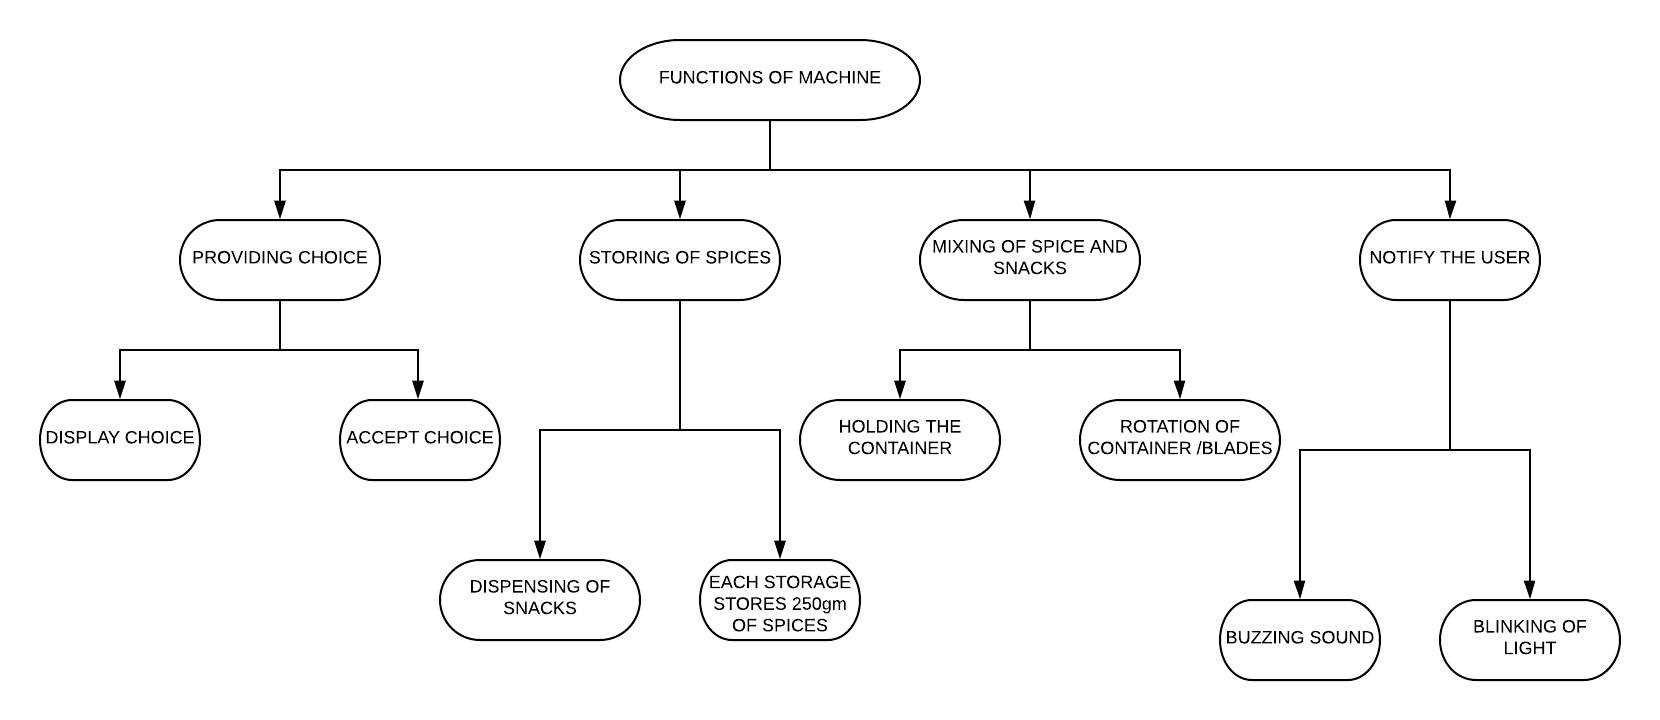 FUNCTIONS OF MACHINE
PROVIDING CHOICE
STORING OF SPICES
MIXING OF SPICE AND
SNACKS
NOTIFY THE USER
DISPLAY CHOICE
ACCEPT CHOICE
HOLDING THE
CONTAINER
ROTATION OF
CONTAINER /BLADES
DISPENSING OF
SNACKS
EACH STORAGE
STORES 250gm
OF SPICES
BUZZING SOUND
BLINKING OF
LIGHT